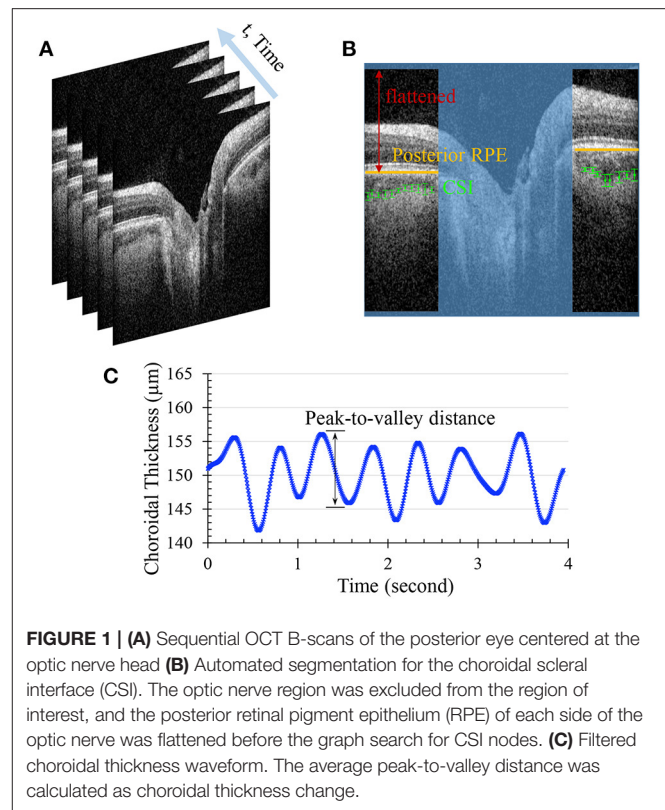 A
t, Time
B
flattened
Posterior RPE
CSI
C
Choroidal Thickness (µm)
165
160
155
150
145
140
Peak-to-valley distance
0
1
2
3
4
Time (second)
FIGURE 1 | (A) Sequential OCT B-scans of the posterior eye centered at the
optic nerve head (B) Automated segmentation for the choroidal scleral
interface (CSI). The optic nerve region was excluded from the region of
interest, and the posterior retinal pigment epithelium (RPE) of each side of the
optic nerve was flattened before the graph search for CSI nodes. (C) Filtered
choroidal thickness waveform. The average peak-to-valley distance was
calculated as choroidal thickness change.